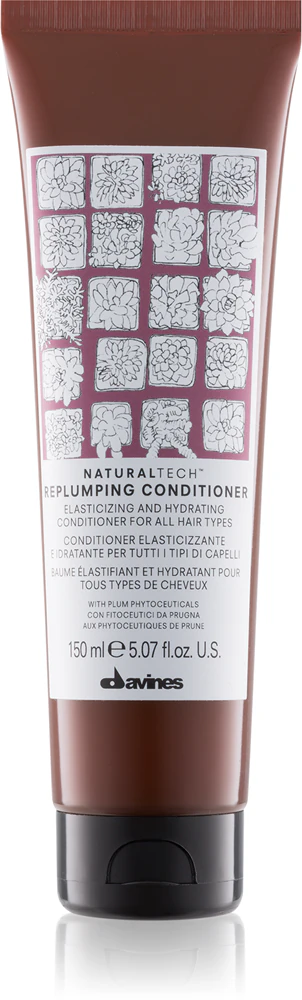 NATURALTECH™
REPLUMPING CONDITIONER
ELASTICIZING AND HYDRATING
CONDITIONER FOR ALL HAIR TYPES
CONDITIONER ELASTICIZZANTE
E IDRATANTE PER TUTTI I TIPI DI CAPELLI
BAUME ÉLASTIFIANT ET HYDRATANT POUR
TOUS TYPES DE CHEVEUX
WITH PLUM PHYTOCEUTICALS
CON FITOCEUTICI DA PRUGNA
AUX PHYTOCEUTIQUES DE PRUNE
150 ml ℮ 5.07 fl.oz. U.S.
davines